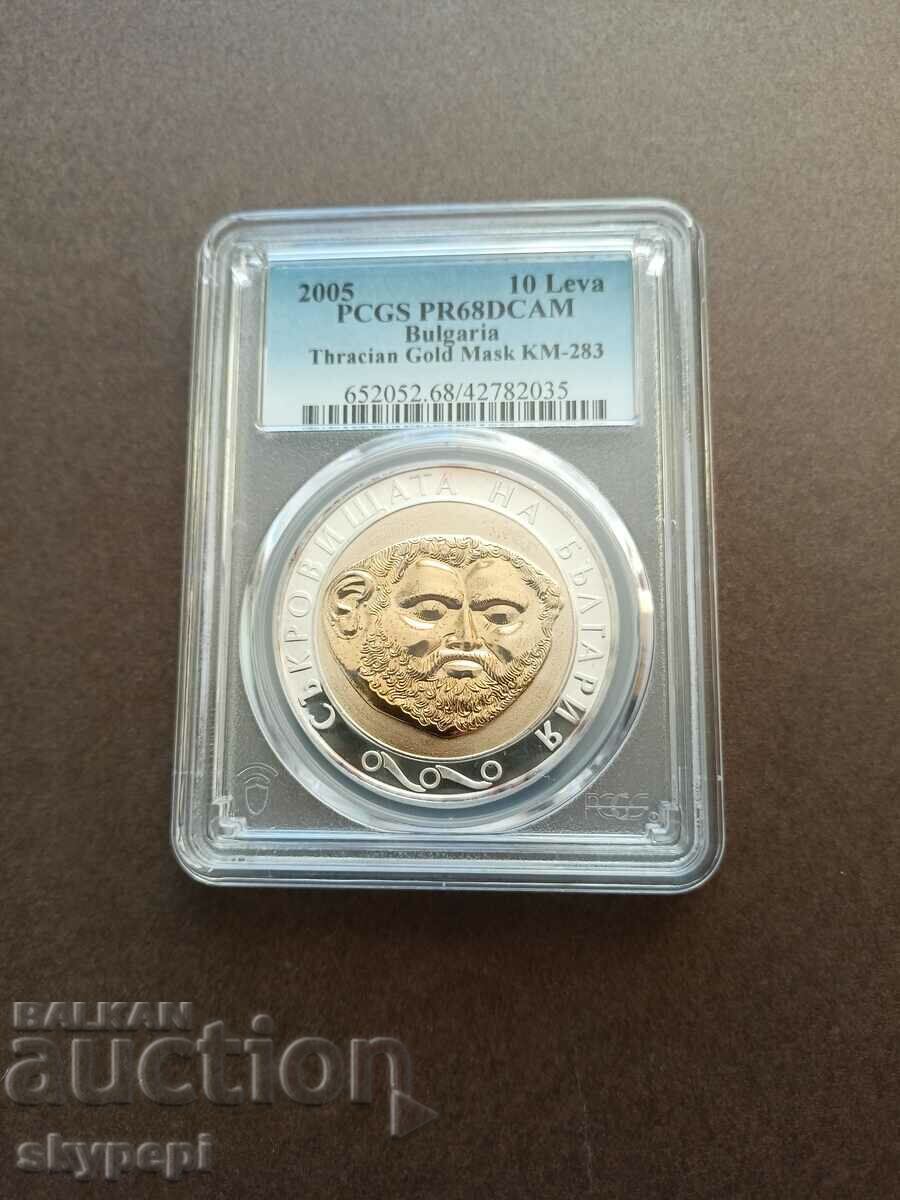 2005 10 Leva
PCGS PR68DCAM
Bulgaria
Thracian Gold Mask KM-283
652052.68/42782035
СЪКРОВИЩАТА НА БЪЛГАРИЯ
PCGS
BALKAN
auction
skypepi